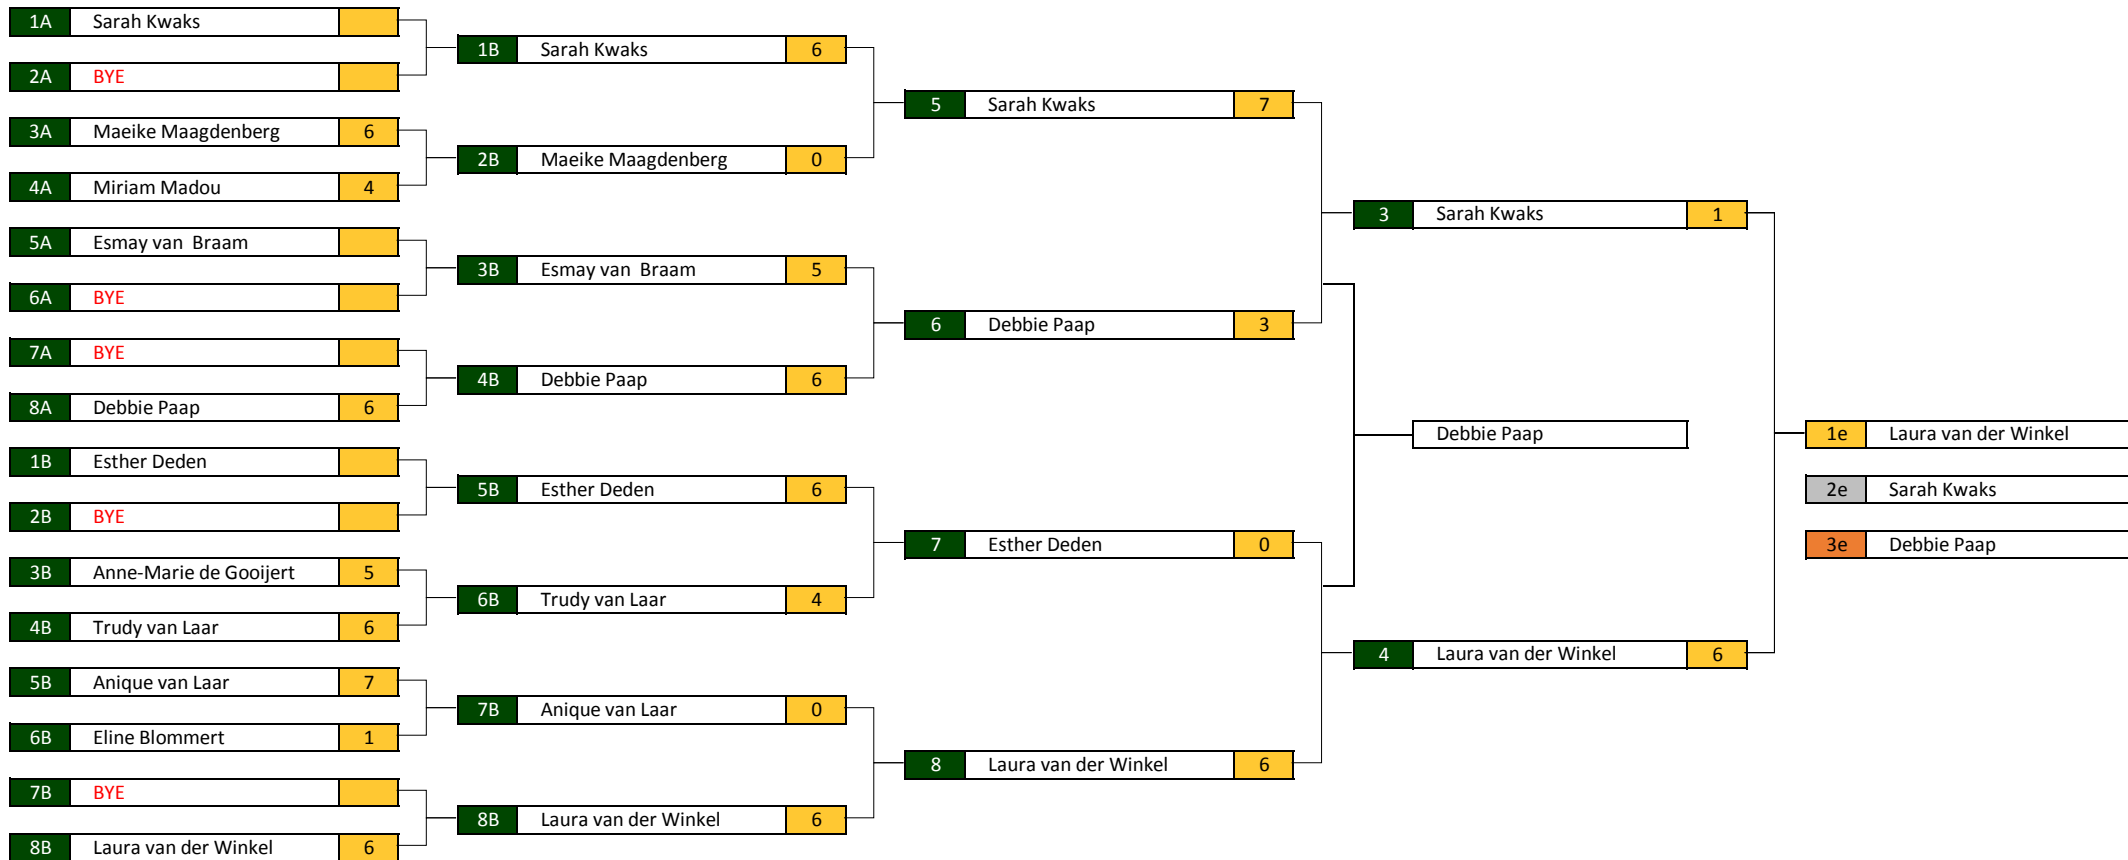 1A Sarah Kwaks
2A BYE
3A Maeike Maagdenberg 6
4A Miriam Madou 4
5A Esmay van  Braam
6A BYE
7A BYE
8A Debbie Paap 6
1B Esther Deden
2B BYE
3B Anne-Marie de Gooijert 5
4B Trudy van Laar 6
5B Anique van Laar 7
6B Eline Blommert 1
7B BYE
8B Laura van der Winkel 6
1B Sarah Kwaks 6
2B Maeike Maagdenberg 0
3B Esmay van  Braam 5
4B Debbie Paap 6
5B Esther Deden 6
6B Trudy van Laar 4
7B Anique van Laar 0
8B Laura van der Winkel 6
5 Sarah Kwaks 7
6 Debbie Paap 3
7 Esther Deden 0
8 Laura van der Winkel 6
3 Sarah Kwaks 1
Debbie Paap
4 Laura van der Winkel 6
1e Laura van der Winkel
2e Sarah Kwaks
3e Debbie Paap